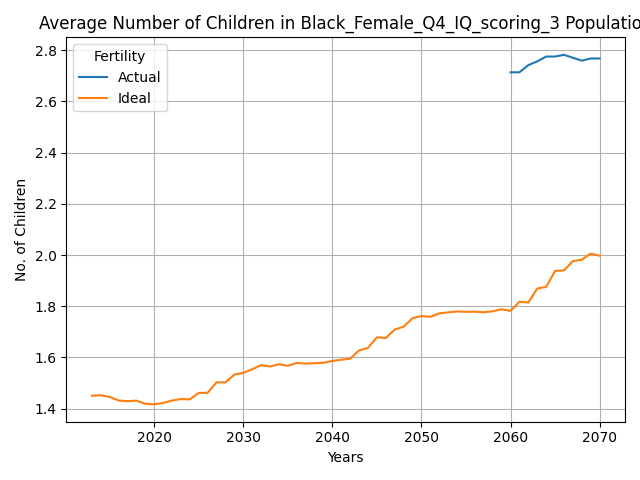 Average Number of Children in Black_Female_Q4_IQ_scoring_3 Populatio
Fertility
Actual
Ideal
No. of Children
2.8
2.6
2.4
2.2
2.0
1.8
1.6
1.4
2020 2030 2040 2050 2060 2070
Years